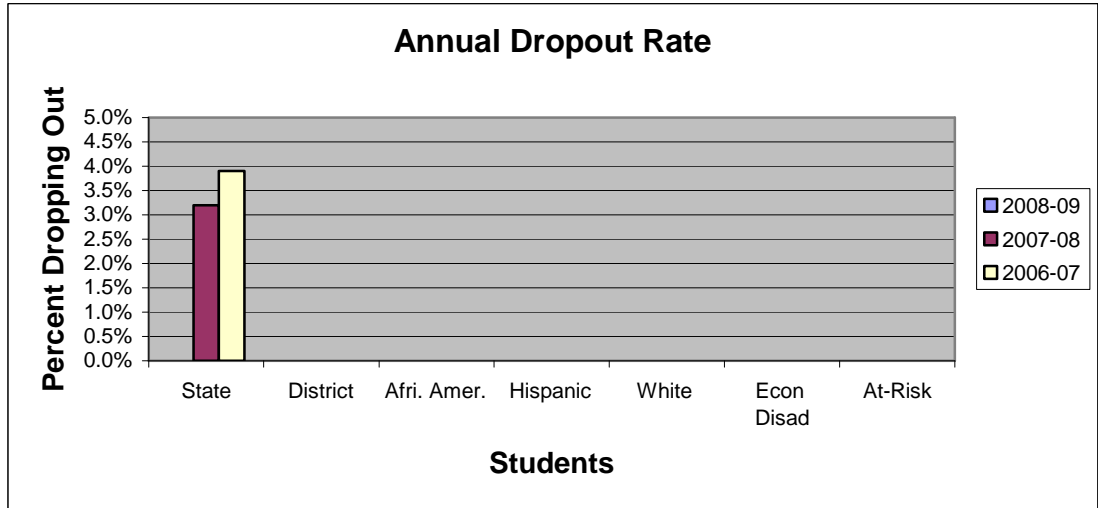 Annual Dropout Rate
Percent Dropping Out
5.0%
4.5%
4.0%
3.5%
3.0%
2.5%
2.0%
1.5%
1.0%
0.5%
0.0%
State District Afri. Amer. Hispanic White Econ At-Risk
Disad
Students
2008-09
2007-08
2006-07